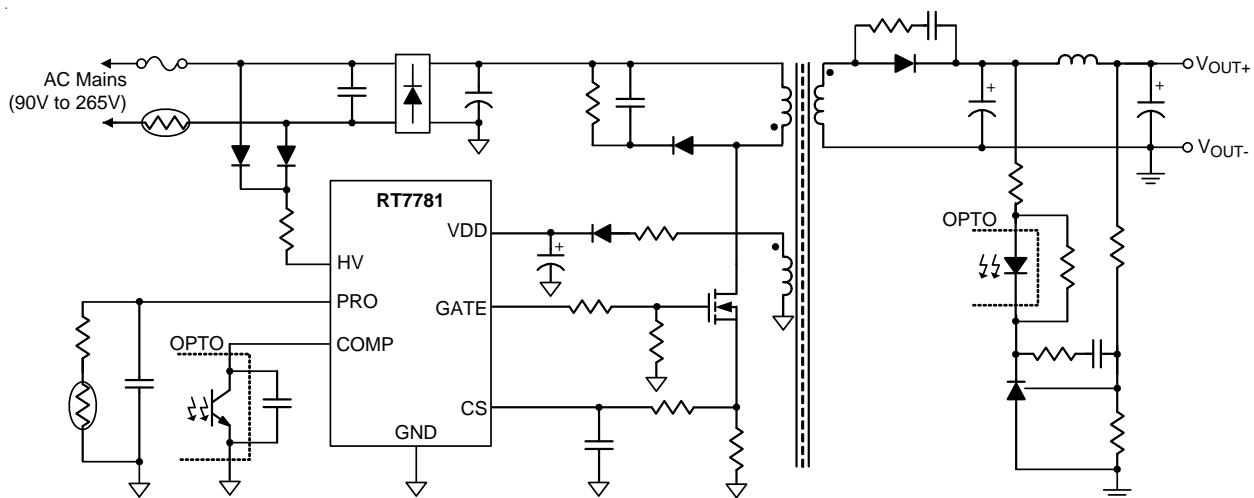 AC Mains
(90V to 265V)
VOUT+
VOUT-
RT7781
VDD
OPTO
HV
PRO
GATE
COMP
OPTO
CS
GND
+
+
+
+